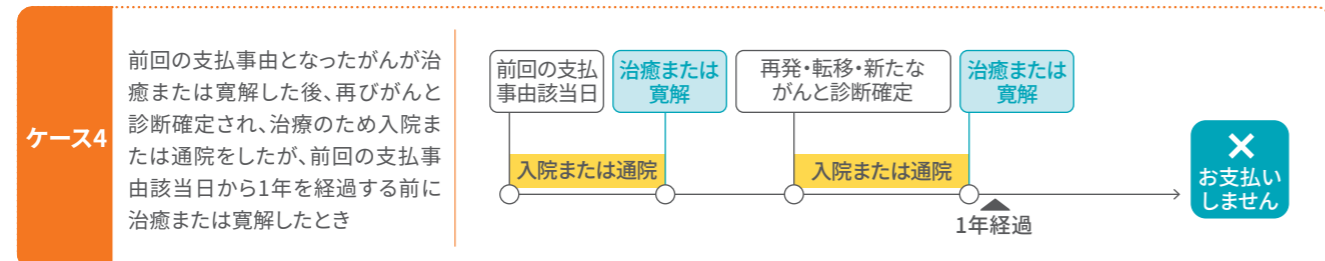 ケース4
前回の支払事由となったがんが治
癒または寛解した後、再びがんと
診断確定され、治療のため入院ま
たは通院をしたが、前回の支払事
由該当日から1年を経過する前に
治癒または寛解したとき
前回の支払
事由該当日
治癒または
寛解
再発・転移・新たな
がんと診断確定
治癒または
寛解
入院または通院
入院または通院
1年経過
×
お支払い
しません